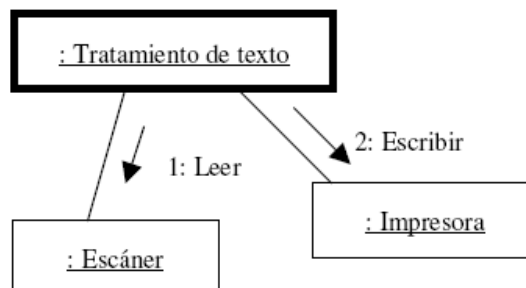 : Tratamiento de texto
2: Escribir
1: Leer
: Impresora
: Escáner